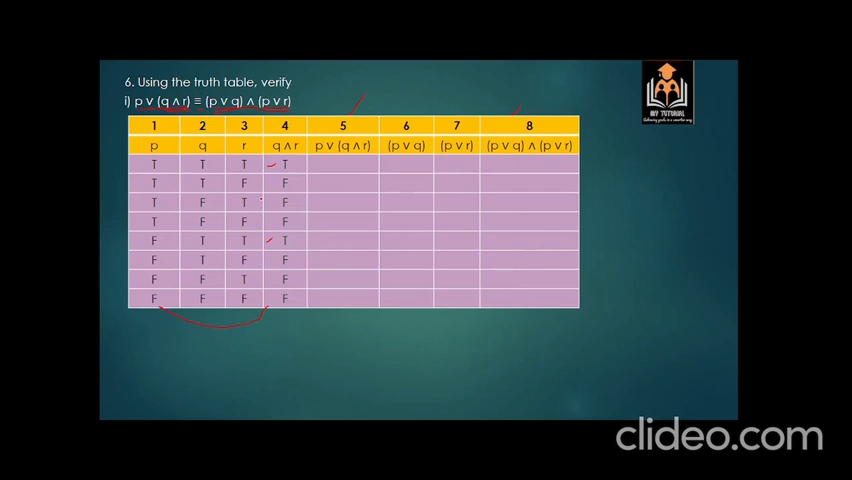 6. Using the truth table, verify
i) p ∨ (q ∧ r) ≡ (p ∨ q) ∧ (p ∨ r)
1 2 3 4 5 6 7 8
p q r q ∧ r p ∨ (q ∧ r) (p ∨ q) (p ∨ r) (p ∨ q) ∧ (p ∨ r)
T T T T
T T F F
T F T F
T F F F
F T T T
F T F F
F F T F
F F F F
MY TUTORIAL
clideo.com